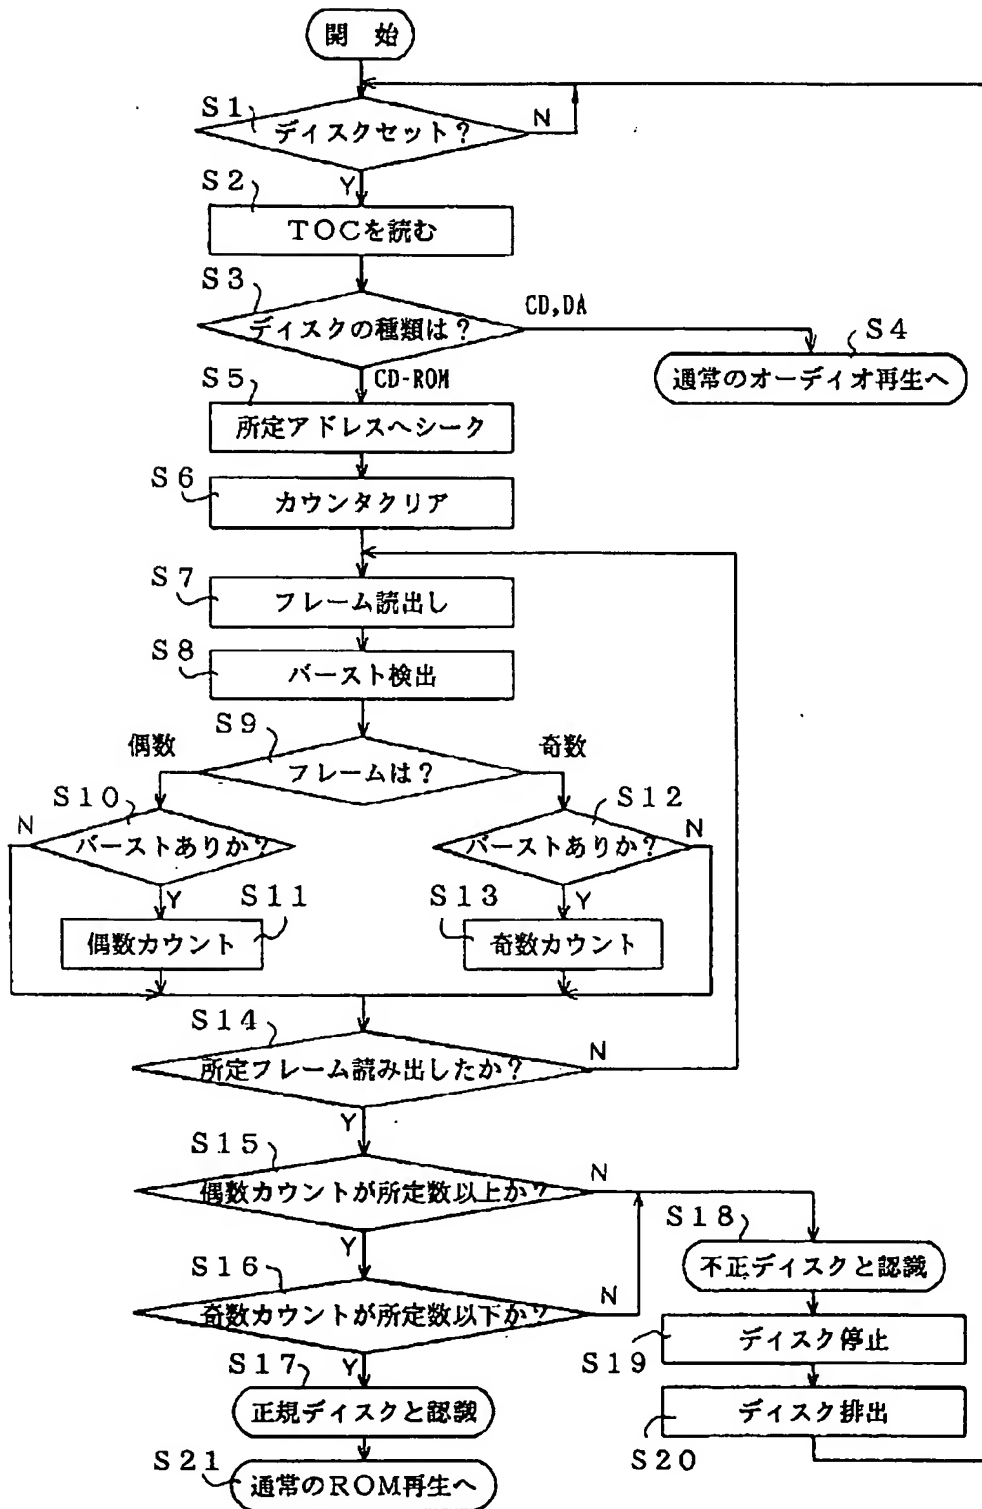 開 始
S1
ディスクセット?
N
Y
S2
TOCを読む
S3
ディスクの種類は?
CD,DA
S4
通常のオーディオ再生へ
CD-ROM
S5
所定アドレスへシーク
S6
カウンタクリア
S7
フレーム読出し
S8
バースト検出
S9
偶数
フレームは?
奇数
S10
N
バーストありか?
Y
S11
偶数カウント
S12
バーストありか?
N
Y
S13
奇数カウント
S14
所定フレーム読み出したか?
N
Y
S15
偶数カウントが所定数以上か?
N
Y
S16
奇数カウントが所定数以下か?
N
Y
S17
正規ディスクと認識
S21
通常のROM再生へ
S18
不正ディスクと認識
S19
ディスク停止
S20
ディスク排出